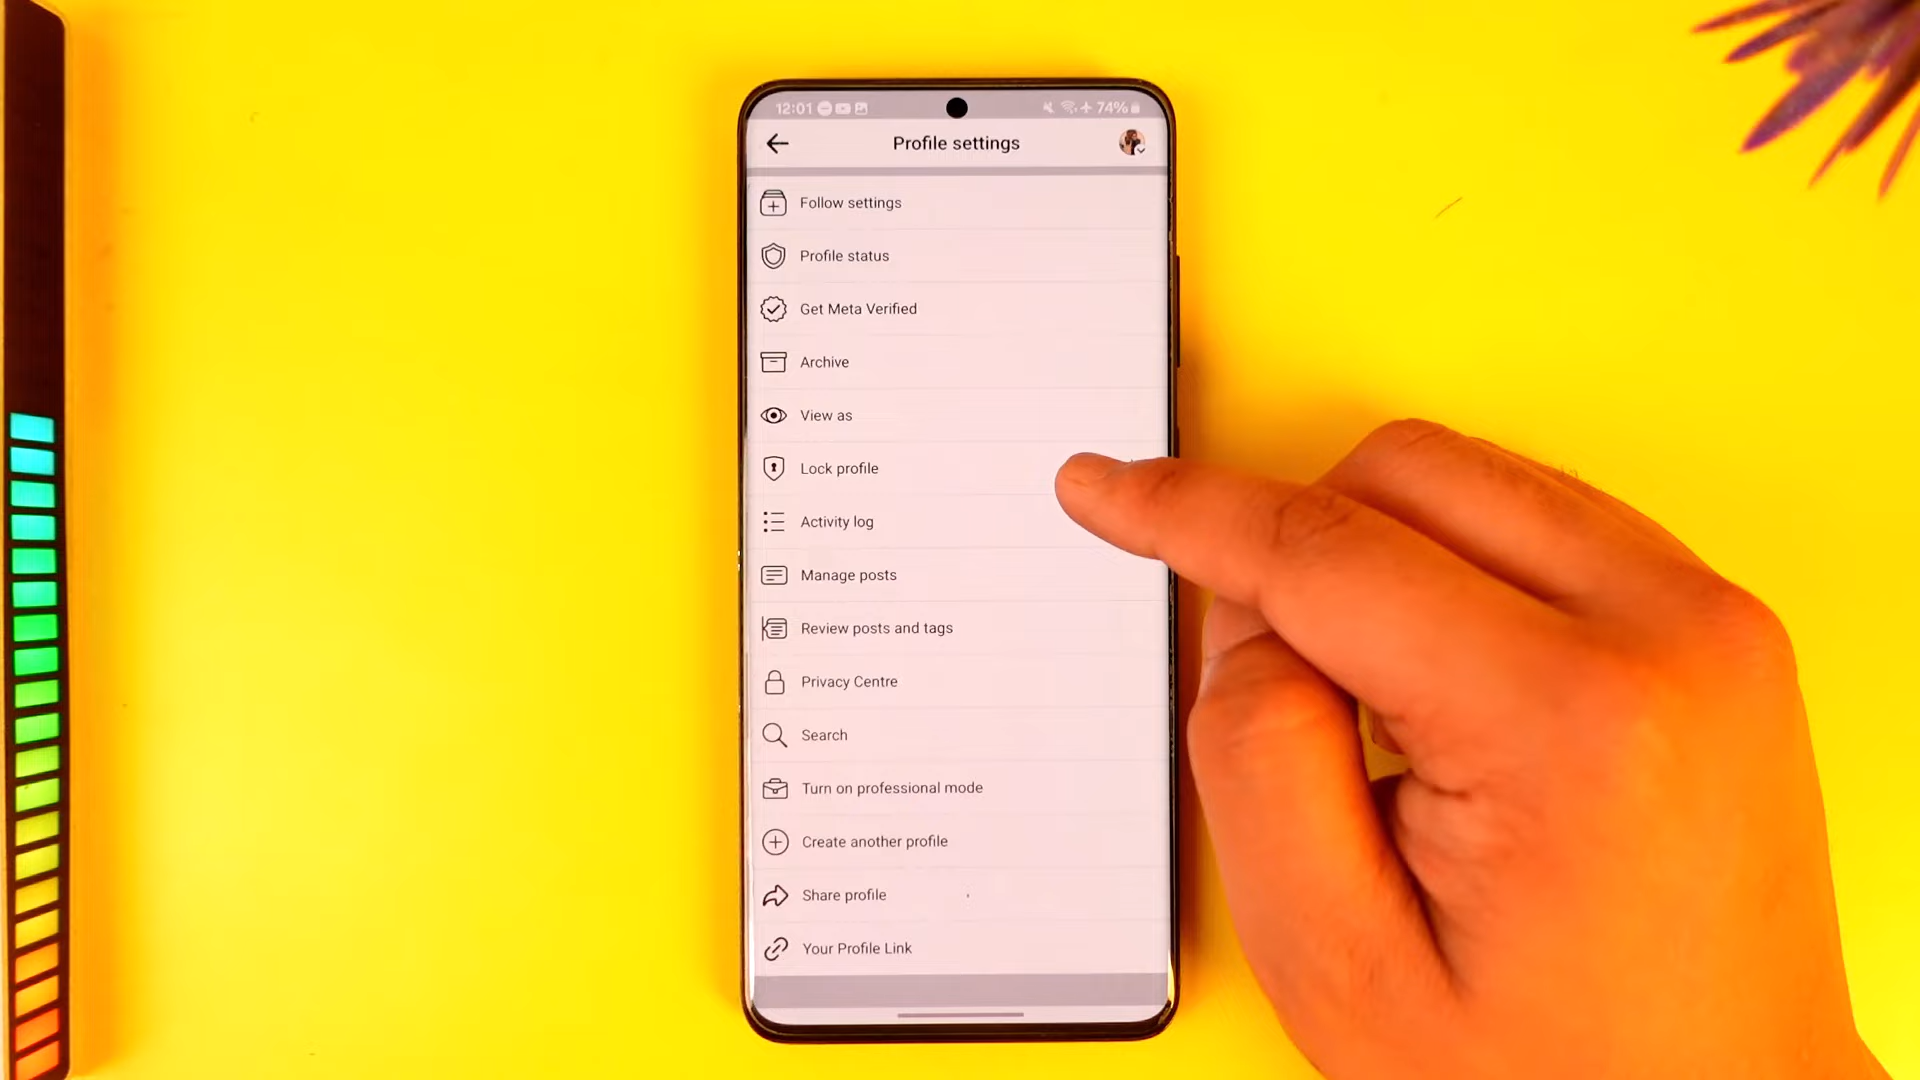 12:01 74%
Profile settings
Follow settings
Profile status
Get Meta Verified
Archive
View as
Lock profile
Activity log
Manage posts
Review posts and tags
Privacy Centre
Search
Turn on professional mode
Create another profile
Share profile
Your Profile Link